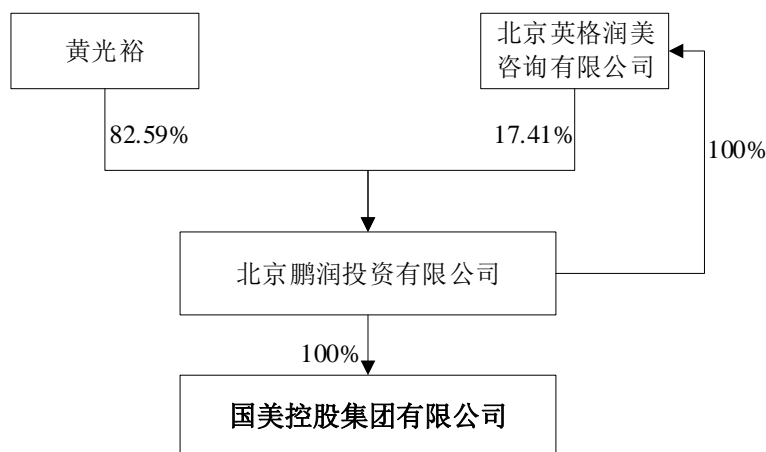 黄光裕
北京英格润美
咨询有限公司
82.59%
17.41%
100%
北京鹏润投资有限公司
100%
国美控股集团有限公司